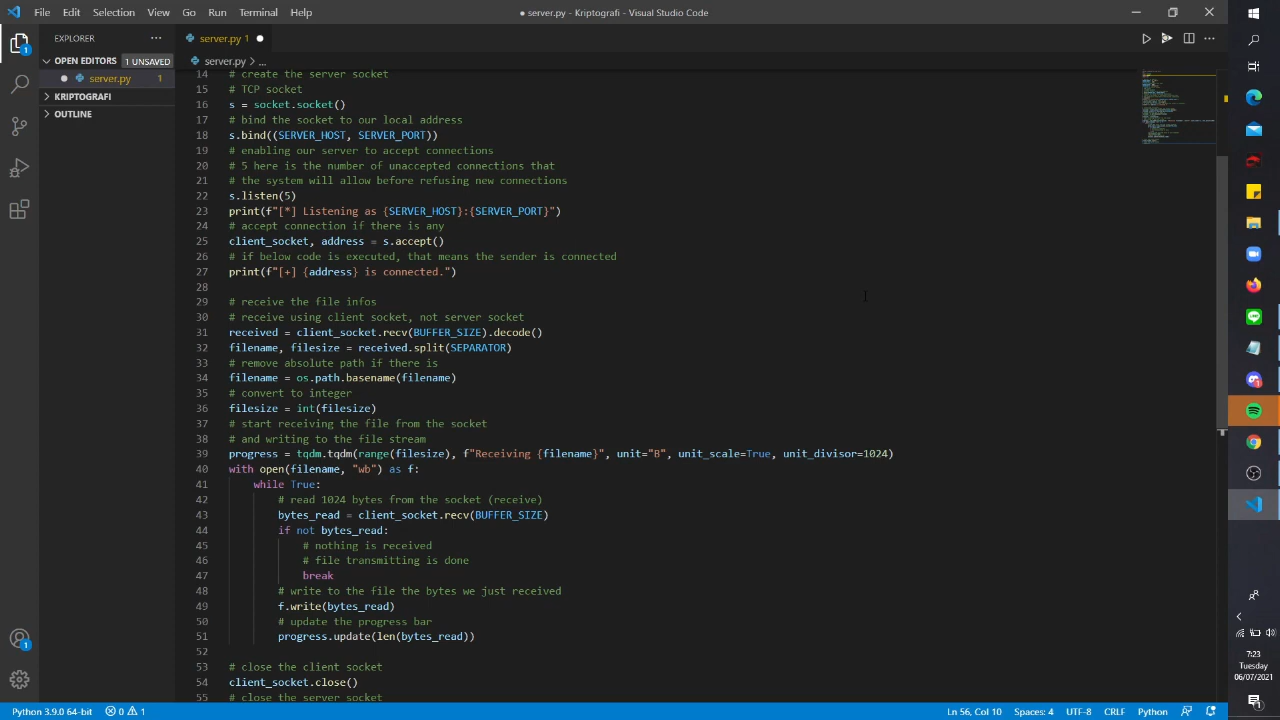 File Edit Selection View Go Run Terminal Help
● server.py - Kriptografi - Visual Studio Code
EXPLORER
OPEN EDITORS 1 UNSAVED
server.py 1
KRIPTOGRAFI
OUTLINE
server.py 1
server.py > ...
14 # create the server socket
15 # TCP socket
16 s = socket.socket()
17 # bind the socket to our local address
18 s.bind((SERVER_HOST, SERVER_PORT))
19 # enabling our server to accept connections
20 # 5 here is the number of unaccepted connections that
21 # the system will allow before refusing new connections
22 s.listen(5)
23 print(f"[*] Listening as {SERVER_HOST}:{SERVER_PORT}")
24 # accept connection if there is any
25 client_socket, address = s.accept()
26 # if below code is executed, that means the sender is connected
27 print(f"[+] {address} is connected.")
28
29 # receive the file infos
30 # receive using client socket, not server socket
31 received = client_socket.recv(BUFFER_SIZE).decode()
32 filename, filesize = received.split(SEPARATOR)
33 # remove absolute path if there is
34 filename = os.path.basename(filename)
35 # convert to integer
36 filesize = int(filesize)
37 # start receiving the file from the socket
38 # and writing to the file stream
39 progress = tqdm.tqdm(range(filesize), f"Receiving {filename}", unit="B", unit_scale=True, unit_divisor=1024)
40 with open(filename, "wb") as f:
41 while True:
42 # read 1024 bytes from the socket (receive)
43 bytes_read = client_socket.recv(BUFFER_SIZE)
44 if not bytes_read:
45 # nothing is received
46 # file transmitting is done
47 break
48 # write to the file the bytes we just received
49 f.write(bytes_read)
50 # update the progress bar
51 progress.update(len(bytes_read))
52
53 # close the client socket
54 client_socket.close()
55 # close the server socket
Python 3.9.0 64-bit 0 1
Ln 56, Col 10 Spaces: 4 UTF-8 CRLF Python
7:23
Tuesday
06/07/2021